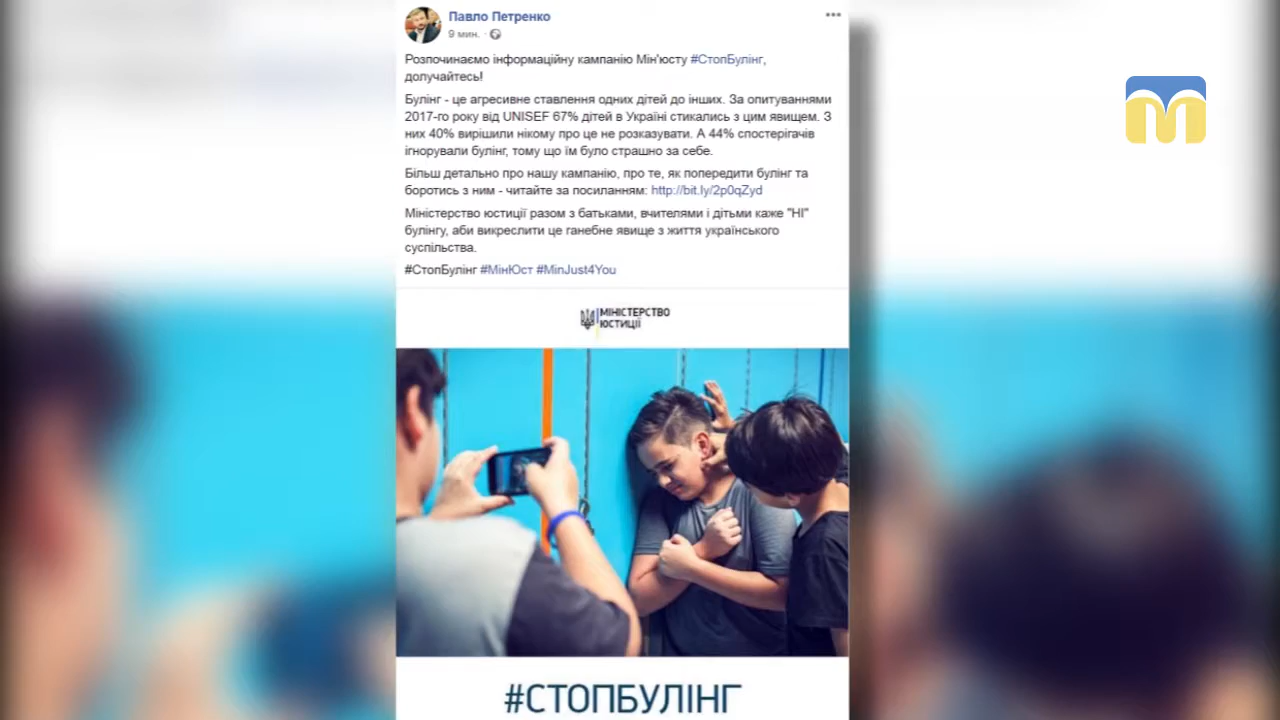 Павло Петренко
9 мин.
Розпочинаємо інформаційну кампанію Мін'юсту #СтопБулінг,
долучайтесь!
Булінг - це агресивне ставлення одних дітей до інших. За опитуваннями
2017-го року від UNISEF 67% дітей в Україні стикались з цим явищем. З
них 40% вирішили нікому про це не розказувати. А 44% спостерігачів
ігнорували булінг, тому що їм було страшно за себе.
Більш детально про нашу кампанію, про те, як попередити булінг та
боротись з ним - читайте за посиланням: http://bit.ly/2p0qZyd
Міністерство юстиції разом з батьками, вчителями і дітьми каже "НІ"
булінгу, аби викреслити це ганебне явище з життя українського
суспільства.
#СтопБулінг #МінЮст #MinJust4You
МІНІСТЕРСТВО
ЮСТИЦІЇ
#СТОПБУЛІНГ